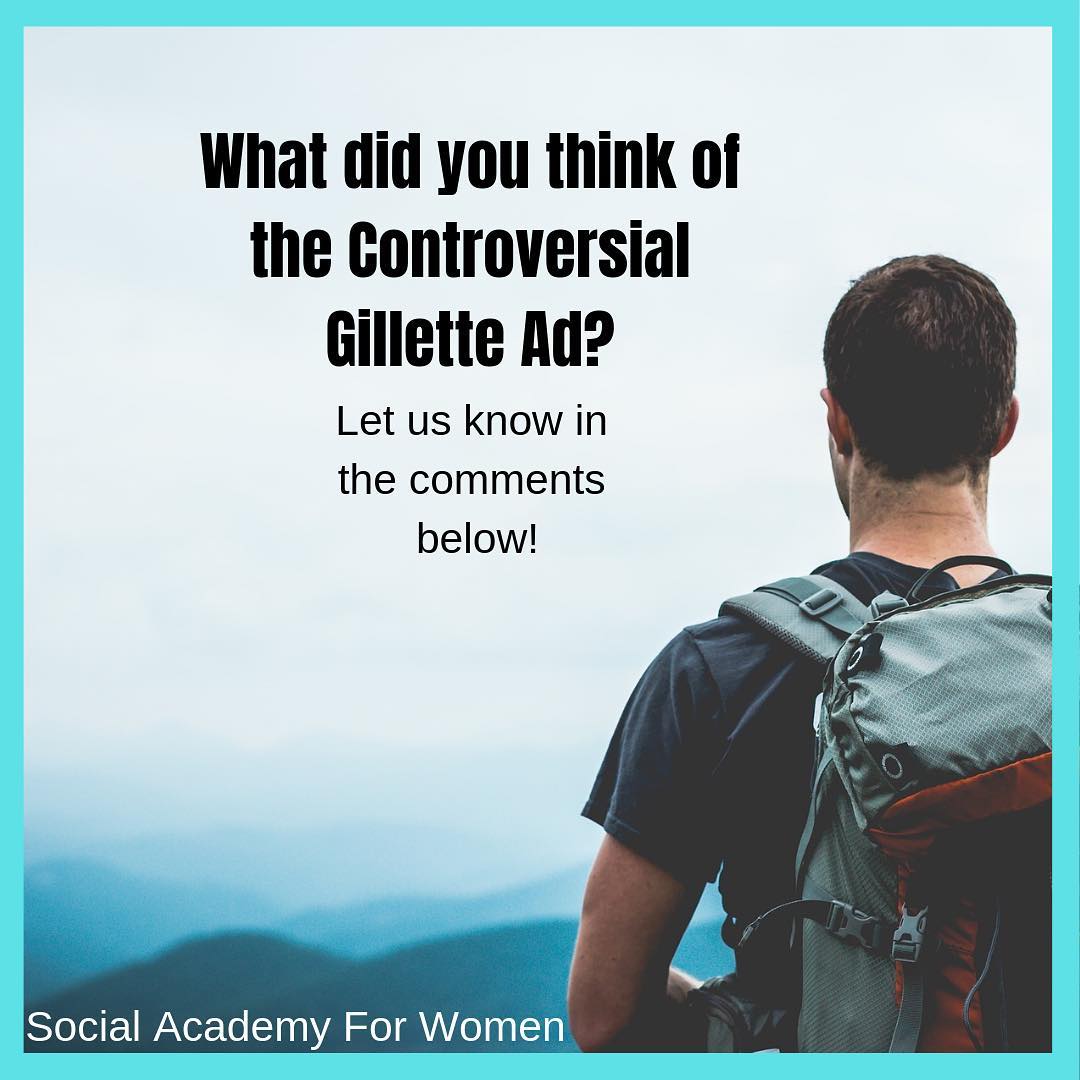 What did you think of
the Controversial
Gillette Ad?
Let us know in
the comments
below!
Social Academy For Women